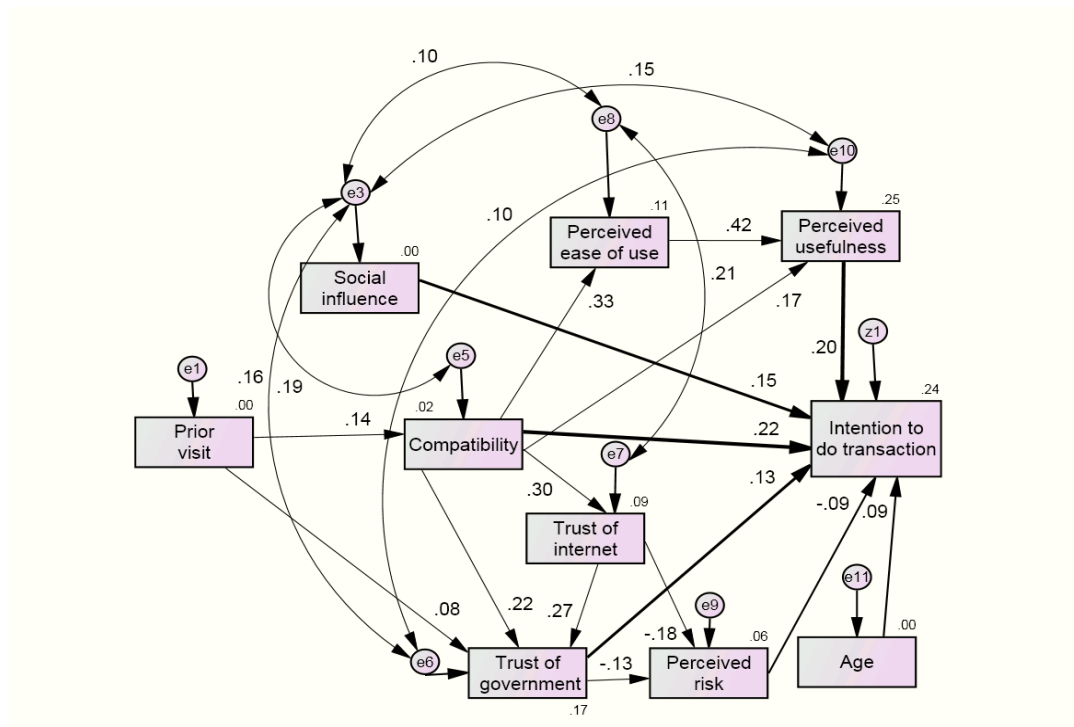 .10
.15
e8
e10
e3
.10
.11
.25
Perceived
ease of use
.42
Perceived
usefulness
.00
Social
influence
.21
.33
.17
z1
.20
e5
e1
.16
.19
.15
.24
.00
Prior
visit
.14
.02
Compatibility
.22
Intention to
do transaction
e7
.13
.30
-.09
.09
.09
Trust of
internet
e11
.08
.22
.27
e9
-.18
.06
.00
e6
Trust of
government
-.13
Perceived
risk
Age
.17